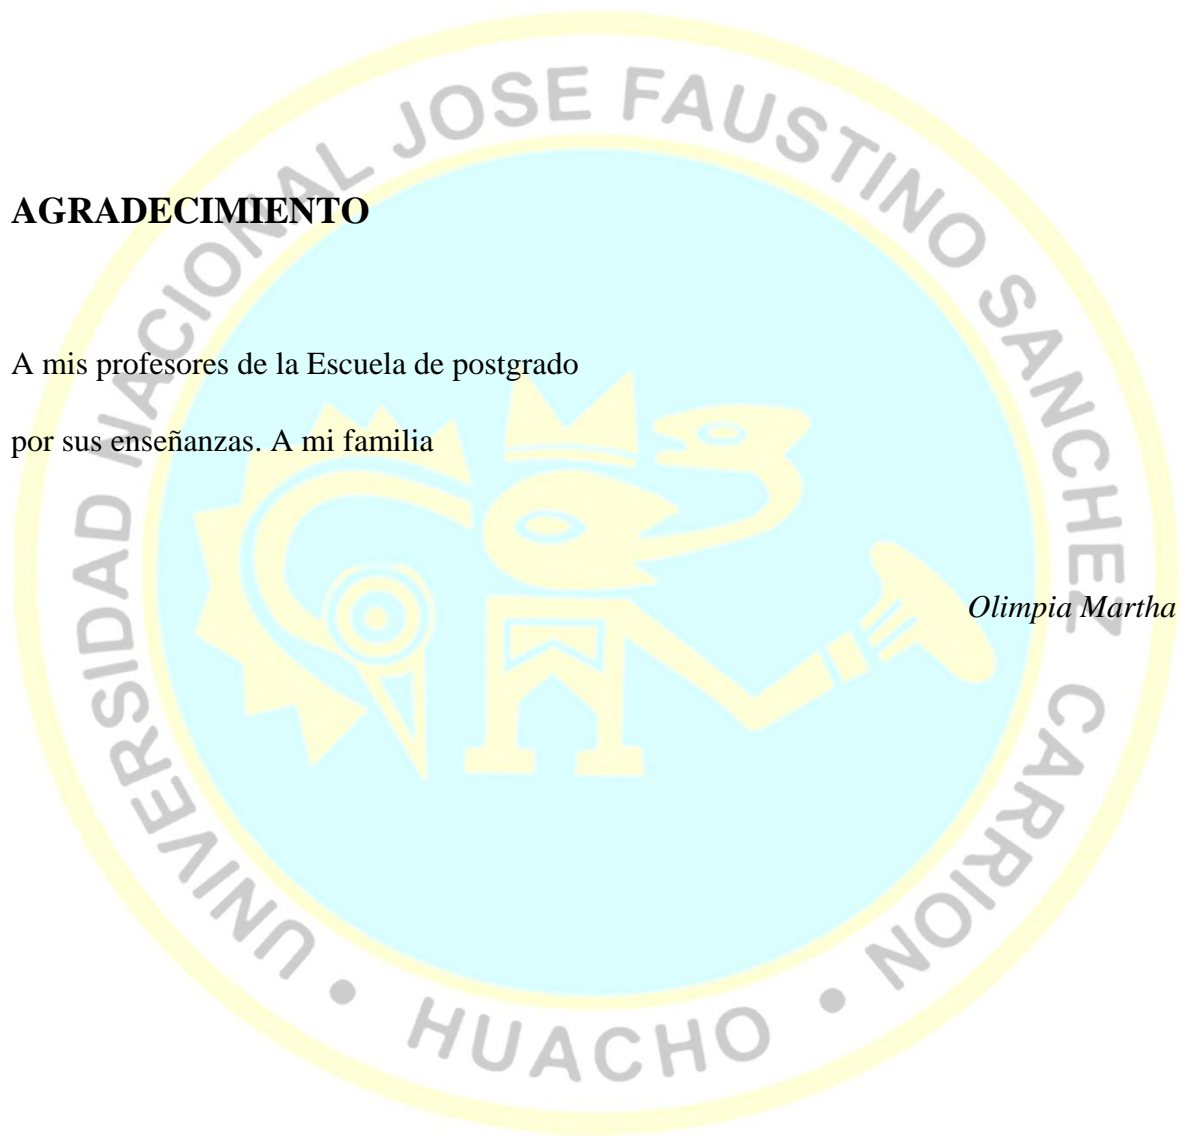 UNIVERSIDAD NACIONAL JOSE FAUSTINO SANCHEZ CARRION • HUACHO •
AGRADECIMIENTO
A mis profesores de la Escuela de postgrado
por sus enseñanzas. A mi familia
Olimpia Martha